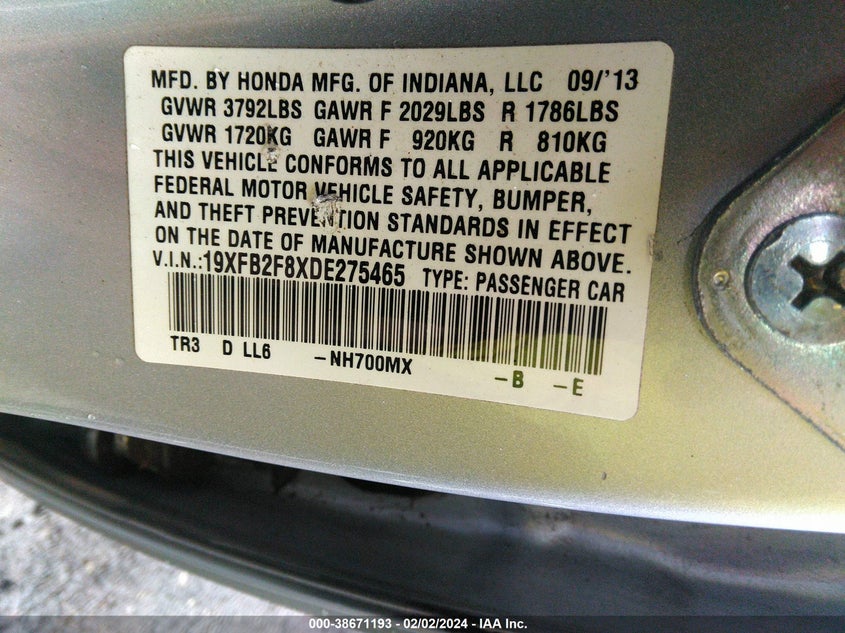 MFD. BY HONDA MFG. OF INDIANA, LLC 09/'13
GVWR 3792LBS GAWR F 2029LBS R 1786LBS
GVWR 1720KG GAWR F 920KG R 810KG
THIS VEHICLE CONFORMS TO ALL APPLICABLE
FEDERAL MOTOR VEHICLE SAFETY, BUMPER,
AND THEFT PREVENTION STANDARDS IN EFFECT
ON THE DATE OF MANUFACTURE SHOWN ABOVE.
V.I.N.:19XFB2F8XDE275465 TYPE: PASSENGER CAR
TR3 D LL6 -NH700MX -B -E
000-38671193 - 02/02/2024 - IAA Inc.